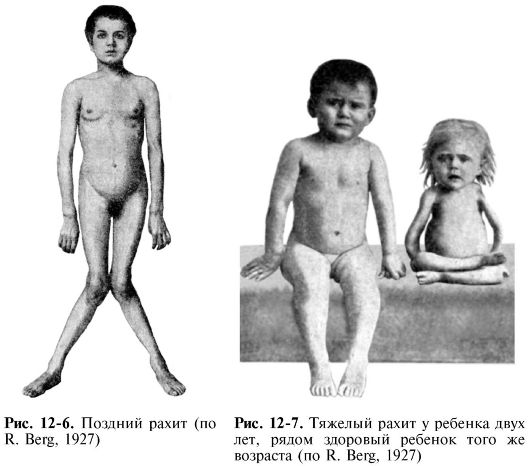 Рис. 12-6. Поздний рахит (по
R. Berg, 1927)
Рис. 12-7. Тяжелый рахит у ребенка двух
лет, рядом здоровый ребенок того же
возраста (по R. Berg, 1927)